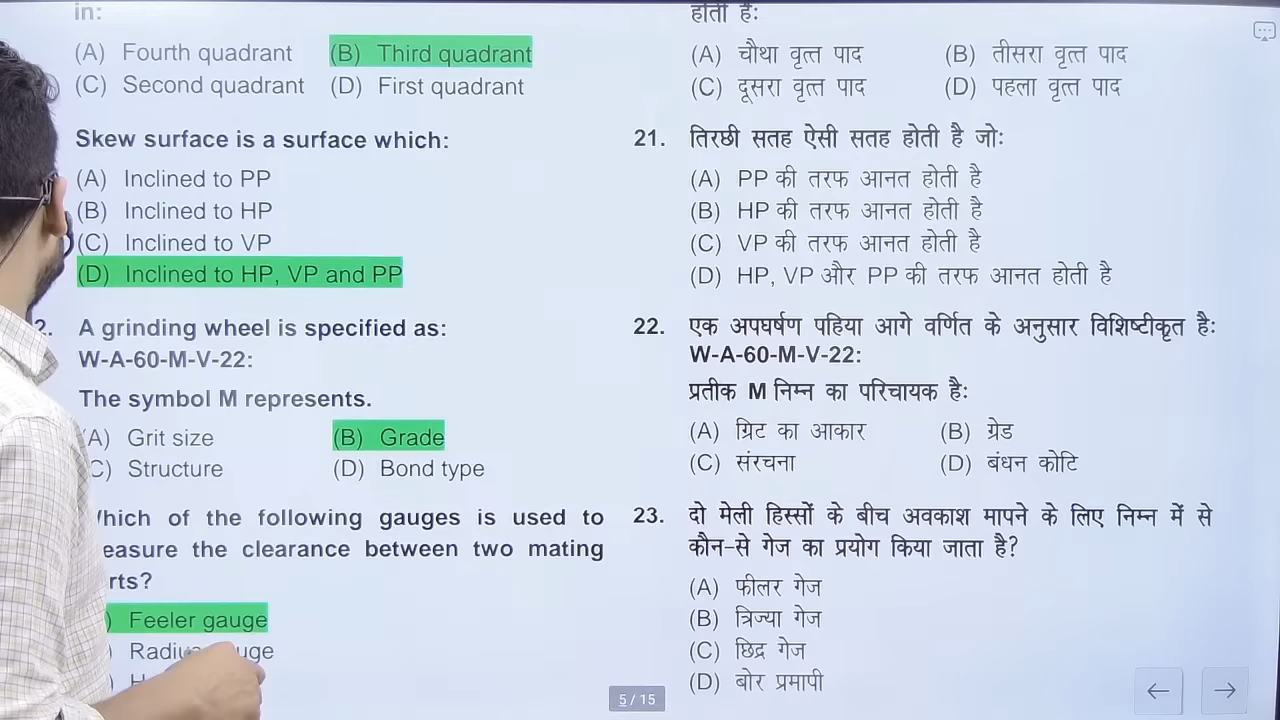 in:
(A) Fourth quadrant (B) Third quadrant
(C) Second quadrant (D) First quadrant
Skew surface is a surface which:
(A) Inclined to PP
(B) Inclined to HP
(C) Inclined to VP
(D) Inclined to HP, VP and PP
2. A grinding wheel is specified as:
W-A-60-M-V-22:
The symbol M represents.
A) Grit size (B) Grade
C) Structure (D) Bond type
hich of the following gauges is used to
easure the clearance between two mating
rts?
) Feeler gauge
) uge
होती है:
(A) चौथा वृत्त पाद (B) तीसरा वृत्त पाद
(C) दूसरा वृत्त पाद (D) पहला वृत्त पाद
21. तिरछी सतह ऐसी सतह होती है जो:
(A) PP की तरफ आनत होती है
(B) HP की तरफ आनत होती है
(C) VP की तरफ आनत होती है
(D) HP, VP और PP की तरफ आनत होती है
22. एक अपघर्षण पहिया आगे वर्णित के अनुसार विशिष्टीकृत है:
W-A-60-M-V-22:
प्रतीक M निम्न का परिचायक है:
(A) ग्रिट का आकार (B) ग्रेड
(C) संरचना (D) बंधन कोटि
23. दो मेली हिस्सों के बीच अवकाश मापने के लिए निम्न में से
कौन-से गेज का प्रयोग किया जाता है?
(A) फीलर गेज
(B) त्रिज्या गेज
(C) छिद्र गेज
(D) बोर प्रमापी
5 / 15